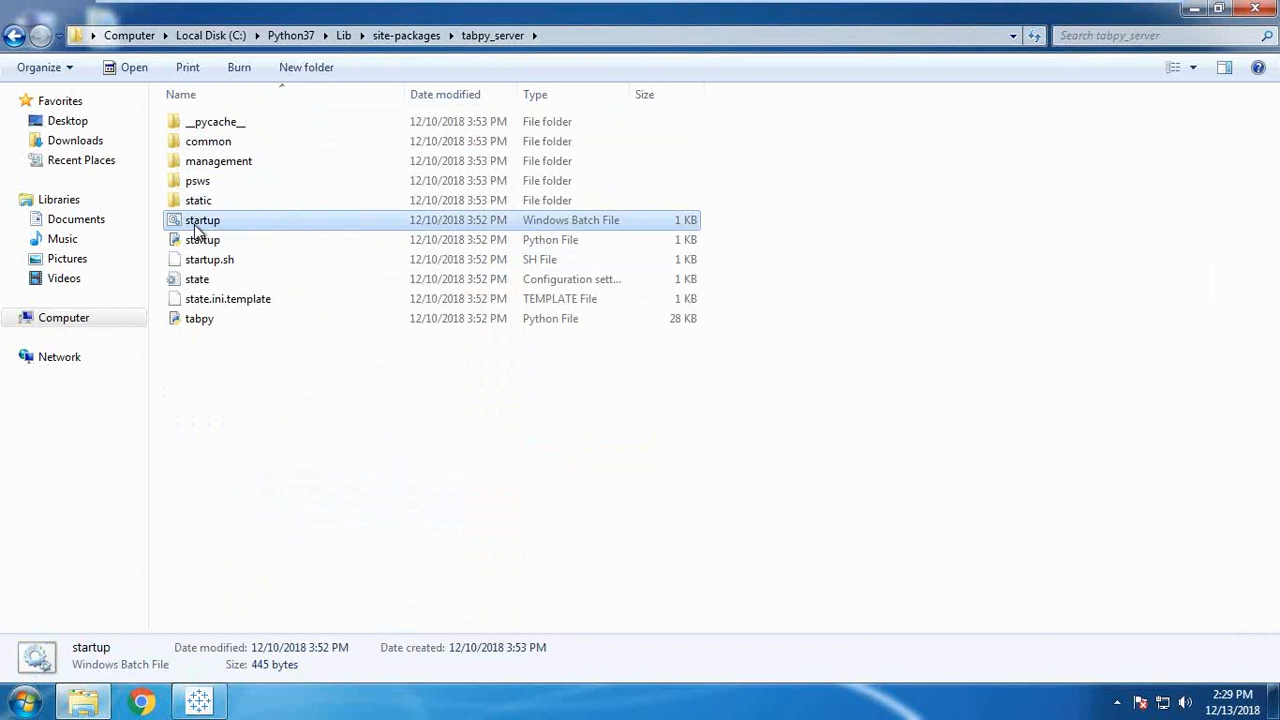 Computer Local Disk (C:) Python37 Lib site-packages tabpy_server Search tabpy_server
Organize Open Print Burn New folder
Name Date modified Type Size
Favorites
Desktop
Downloads
Recent Places
Libraries
Documents
Music
Pictures
Videos
Computer
Network
__pycache__ 12/10/2018 3:53 PM File folder
common 12/10/2018 3:53 PM File folder
management 12/10/2018 3:53 PM File folder
psws 12/10/2018 3:53 PM File folder
static 12/10/2018 3:53 PM File folder
startup 12/10/2018 3:52 PM Windows Batch File 1 KB
startup 12/10/2018 3:52 PM Python File 1 KB
startup.sh 12/10/2018 3:52 PM SH File 1 KB
state 12/10/2018 3:52 PM Configuration sett... 1 KB
state.ini.template 12/10/2018 3:52 PM TEMPLATE File 1 KB
tabpy 12/10/2018 3:52 PM Python File 28 KB
startup Date modified: 12/10/2018 3:52 PM Date created: 12/10/2018 3:53 PM
Windows Batch File Size: 445 bytes
2:29 PM
12/13/2018